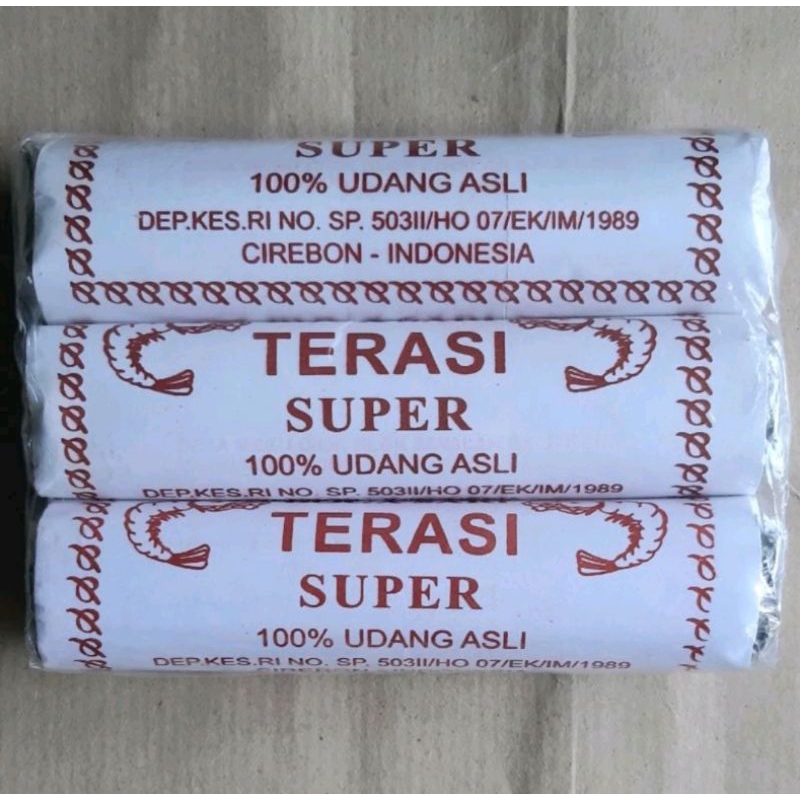 SUPER
100% UDANG ASLI
DEP.KES.RI NO. SP. 503II/HO 07/EK/IM/1989
CIREBON - INDONESIA
TERASI
SUPER
100% UDANG ASLI
DEP.KES.RI NO. SP. 503II/HO 07/EK/IM/1989
TERASI
SUPER
100% UDANG ASLI
DEP.KES.RI NO. SP. 503II/HO 07/EK/IM/1989